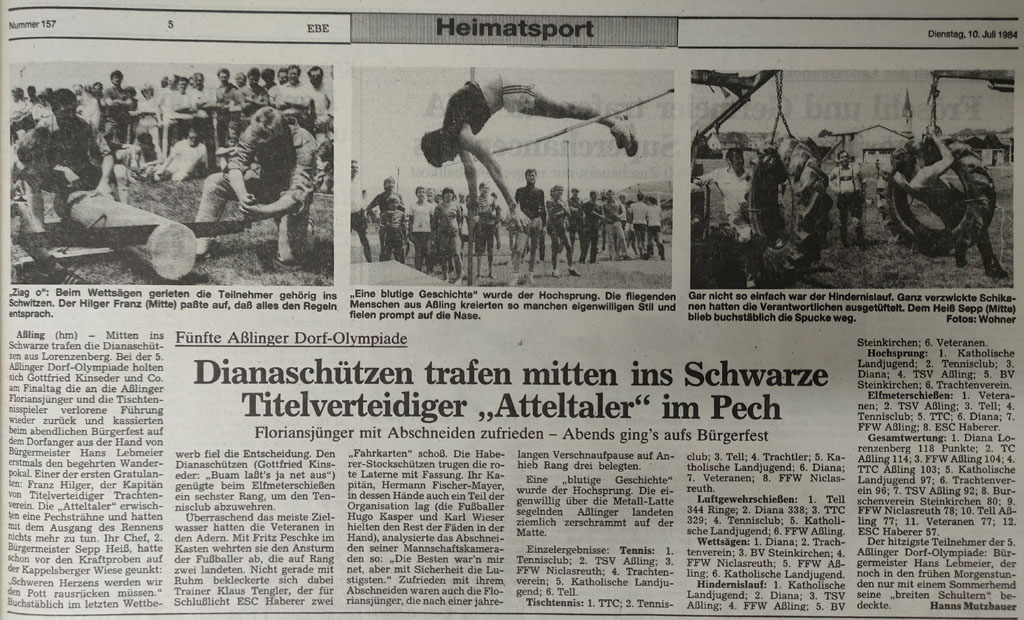 Nummer 157
5
EBE
Heimatsport
Dienstag, 10. Juli 1984
„Ziag o“: Beim Wettsägen gerieten die Teilnehmer gehörig ins
Schwitzen. Der Hilger Franz (Mitte) paßte auf, daß alles den Regeln
entsprach.
„Eine blutige Geschichte“ wurde der Hochsprung. Die fliegenden
Menschen aus Aßling kreierten so manchen eigenwilligen Stil und
fielen prompt auf die Nase.
Gar nicht so einfach war der Hindernislauf. Ganz verzwickte Schika-
nen hatten die Verantwortlichen ausgetüftelt. Dem Heiß Sepp (Mitte)
blieb buchstäblich die Spucke weg.
Fotos: Wohner
Fünfte Aßlinger Dorf-Olympiade
Dianaschützen trafen mitten ins Schwarze
Titelverteidiger „Atteltaler“ im Pech
Floriansjünger mit Abschneiden zufrieden – Abends ging's aufs Bürgerfest
Aßling (hm) – Mitten ins
Schwarze trafen die Dianaschüt-
zen aus Lorenzenberg. Bei der 5.
Aßlinger Dorf-Olympiade holten
sich Gottfried Kinseder und Co.
am Finaltag die an die Aßlinger
Floriansjünger und die Tischten-
nisspieler verlorene Führung
wieder zurück und kassierten
beim abendlichen Bürgerfest auf
dem Dorfanger aus der Hand von
Bürgermeister Hans Lebmeier
erstmals den begehrten Wander-
pokal. Einer der ersten Gratulan-
ten: Franz Hilger, der Kapitän
von Titelverteidiger Trachten-
verein. Die „Atteltaler“ erwisch-
ten eine Pechsträhne und hatten
mit dem Ausgang des Rennens
nichts mehr zu tun. Ihr Chef, 2.
Bürgermeister Sepp Heiß, hatte
schon vor den Kraftproben auf
der Kappelsberger Wiese geunkt:
„Schweren Herzens werden wir
den Pott rausrücken müssen.“
Buchstäblich im letzten Wettbe-
werb fiel die Entscheidung. Den
Dianaschützen (Gottfried Kins-
eder: „Buam laßt's ja net aus“)
genügte beim Elfmeterschießen
ein sechster Rang, um den Ten-
nisclub abzuwehren.
Überraschend das meiste Ziel-
wasser hatten die Veteranen in
den Adern. Mit Fritz Peschke im
Kasten wehrten sie den Ansturm
der Fußballer ab, die auf Rang
zwei landeten. Nicht gerade mit
Ruhm bekleckerte sich dabei
Trainer Klaus Tengler, der für
Schlußlicht ESC Haberer zwei
„Fahrkarten“ schoß. Die Habe-
rer-Stockschützen trugen die ro-
te Laterne mit Fassung. Ihr Ka-
pitän, Hermann Fischer-Mayer,
in dessen Hände auch ein Teil der
Organisation lag (die Fußballer
Hugo Kasper und Karl Wieser
hielten den Rest der Fäden in der
Hand), analysierte das Abschnei-
den seiner Mannschaftskamera-
den so: „Die Besten war'n mir
net, aber mit Sicherheit die Lu-
stigsten.“ Zufrieden mit ihrem
Abschneiden waren auch die Flo-
riansjünger, die nach einer jahre-
langen Verschnaufpause auf An-
hieb Rang drei belegten.
Eine „blutige Geschichte“
wurde der Hochsprung. Die ei-
genwillig über die Metall-Latte
segelnden Aßlinger landeten
ziemlich zerschrammt auf der
Matte.
Einzelergebnisse: Tennis: 1.
Tennisclub; 2. TSV Aßling; 3.
FFW Niclasreuth; 4. Trachten-
verein; 5. Katholische Landju-
gend; 6. Tell.
Tischtennis: 1. TTC; 2. Tennis-
club; 3. Tell; 4. Trachtler; 5. Ka-
tholische Landjugend; 6. Diana;
7. Veteranen; 8. FFW Niclas-
reuth.
Luftgewehrschießen: 1. Tell
344 Ringe; 2. Diana 338; 3. TTC
329; 4. Tennisclub; 5. Katholi-
sche Landjugend; 6. FFW Aßling.
Wettsägen: 1. Diana; 2. Trach-
tenverein; 3. BV Steinkirchen; 4.
FFW Niclasreuth; 5. FFW Aß-
ling; 6. Katholische Landjugend.
Hindernislauf: 1. Katholische
Landjugend; 2. Diana; 3. TSV
Aßling; 4. FFW Aßling; 5. BV
Steinkirchen; 6. Veteranen.
Hochsprung: 1. Katholische
Landjugend; 2. Tennisclub; 3.
Diana; 4. TSV Aßling; 5. BV
Steinkirchen; 6. Trachtenverein.
Elfmeterschießen: 1. Vetera-
nen; 2. TSV Aßling; 3. Tell; 4.
Tennisclub; 5. TTC; 6. Diana; 7.
FFW Aßling; 8. ESC Haberer.
Gesamtwertung: 1. Diana Lo-
renzenberg 118 Punkte; 2. TC
Aßling 114; 3. FFW Aßling 104; 4.
TTC Aßling 103; 5. Katholische
Landjugend 97; 6. Trachtenver-
ein 96; 7. TSV Aßling 92; 8. Bur-
schenverein Steinkirchen 80; 9.
FFW Niclasreuth 78; 10. Tell Aß-
ling 77; 11. Veteranen 77; 12.
ESC Haberer 57.
Der hitzigste Teilnehmer der 5.
Aßlinger Dorf-Olympiade: Bür-
germeister Hans Lebmeier, der
noch in den frühen Morgenstun-
den nur mit einem Sommerhemd
seine „breiten Schultern“ be-
deckte.
Hanns Mutzbauer